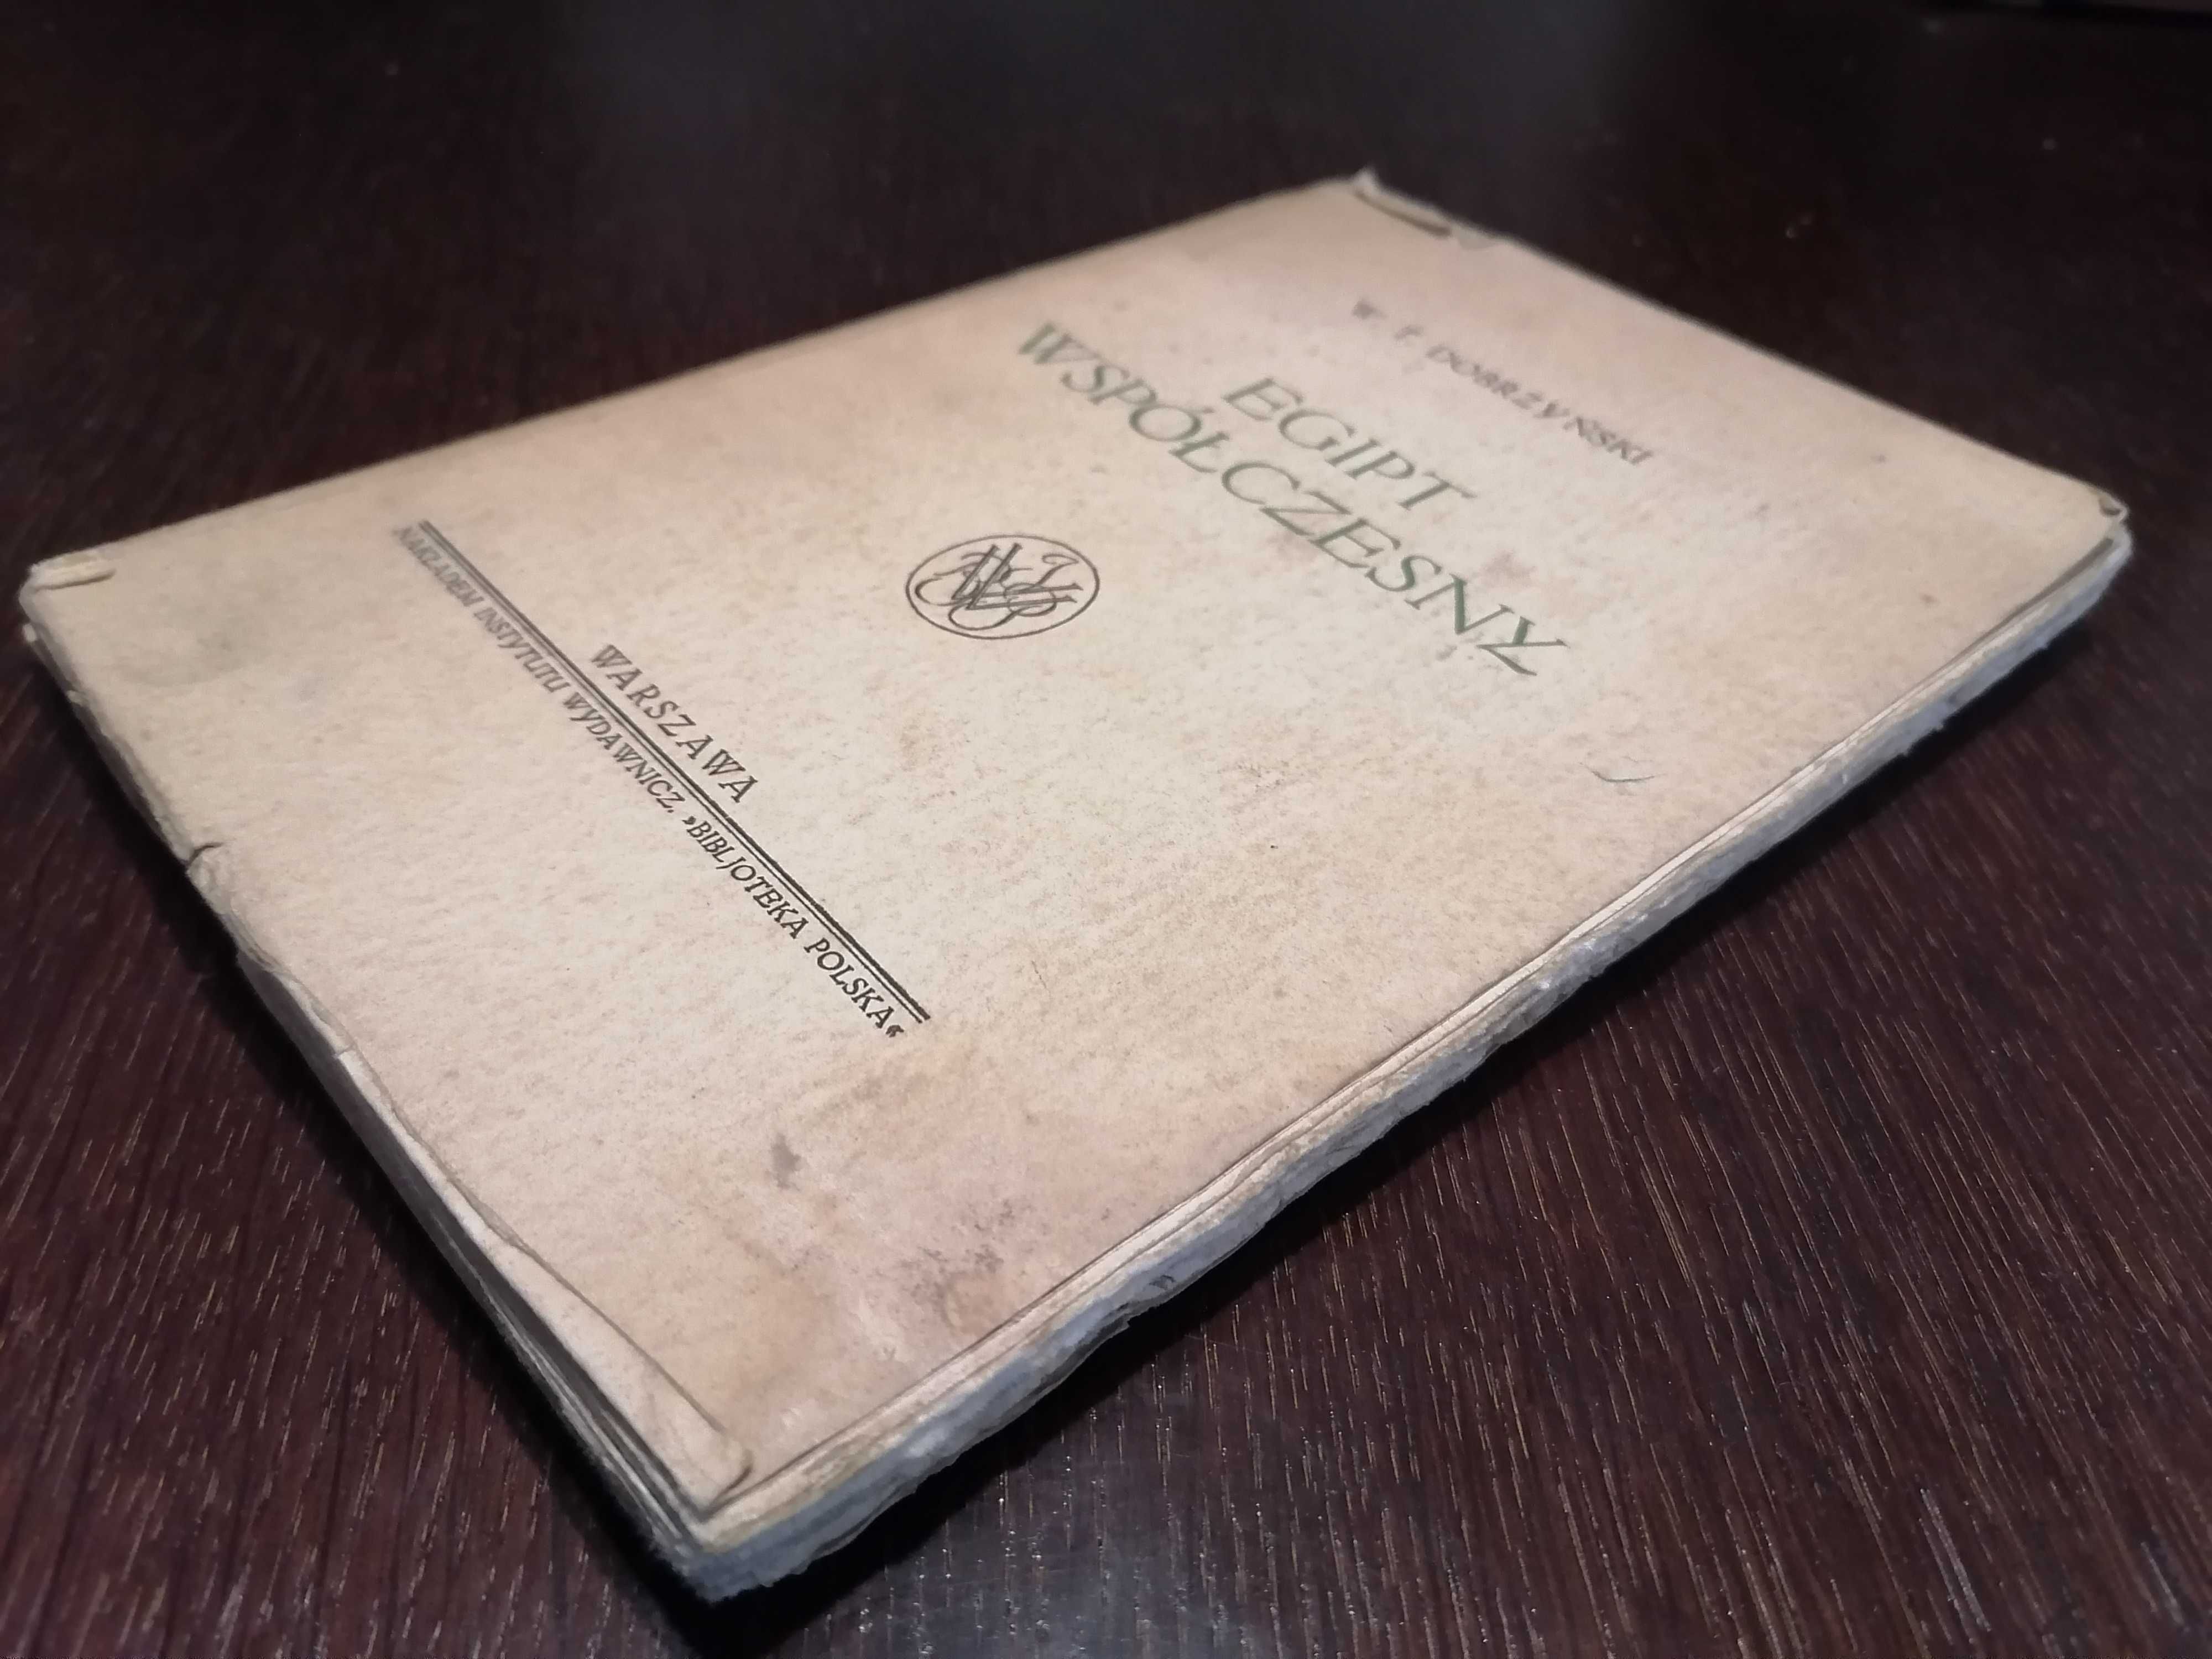 W. F. DOBRZYŃSKI
EGIPT
WSPÓŁCZESNY
WARSZAWA
NAKŁADEM INSTYTUTU WYDAWNICZ. »BIBLJOTEKA POLSKA«